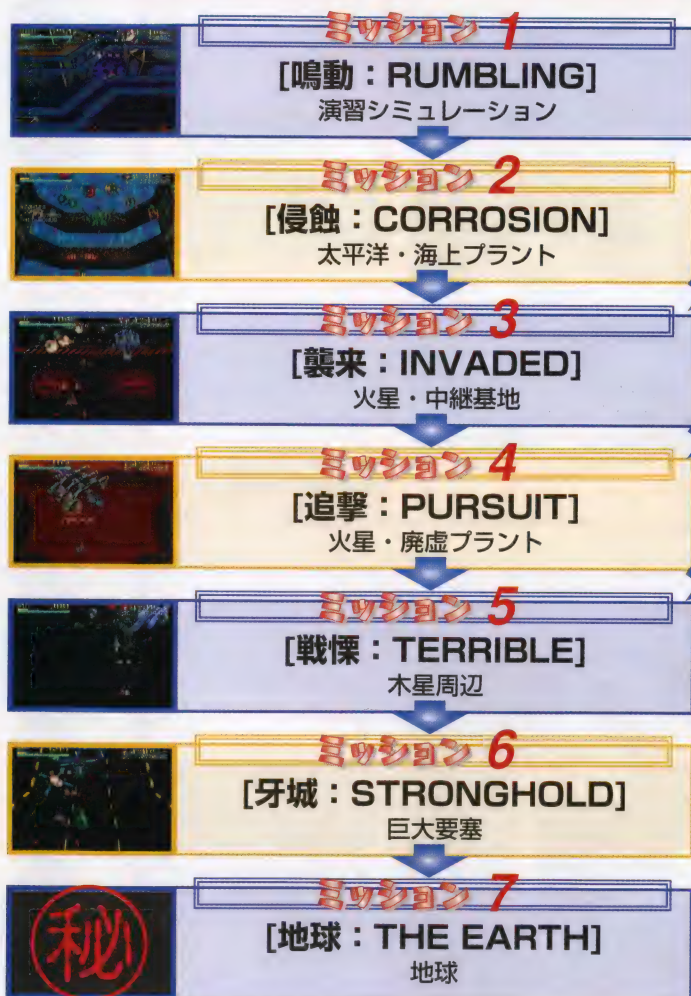 ミッション 1
[鳴動：RUMBLING]
演習シミュレーション
ミッション 2
[侵蝕：CORROSION]
太平洋・海上プラント
ミッション 3
[襲来：INVADED]
火星・中継基地
ミッション 4
[追撃：PURSUIT]
火星・廃虚プラント
ミッション 5
[戦慄：TERRIBLE]
木星周辺
ミッション 6
[牙城：STRONGHOLD]
巨大要塞
ミッション 7
秘
[地球：THE EARTH]
地球